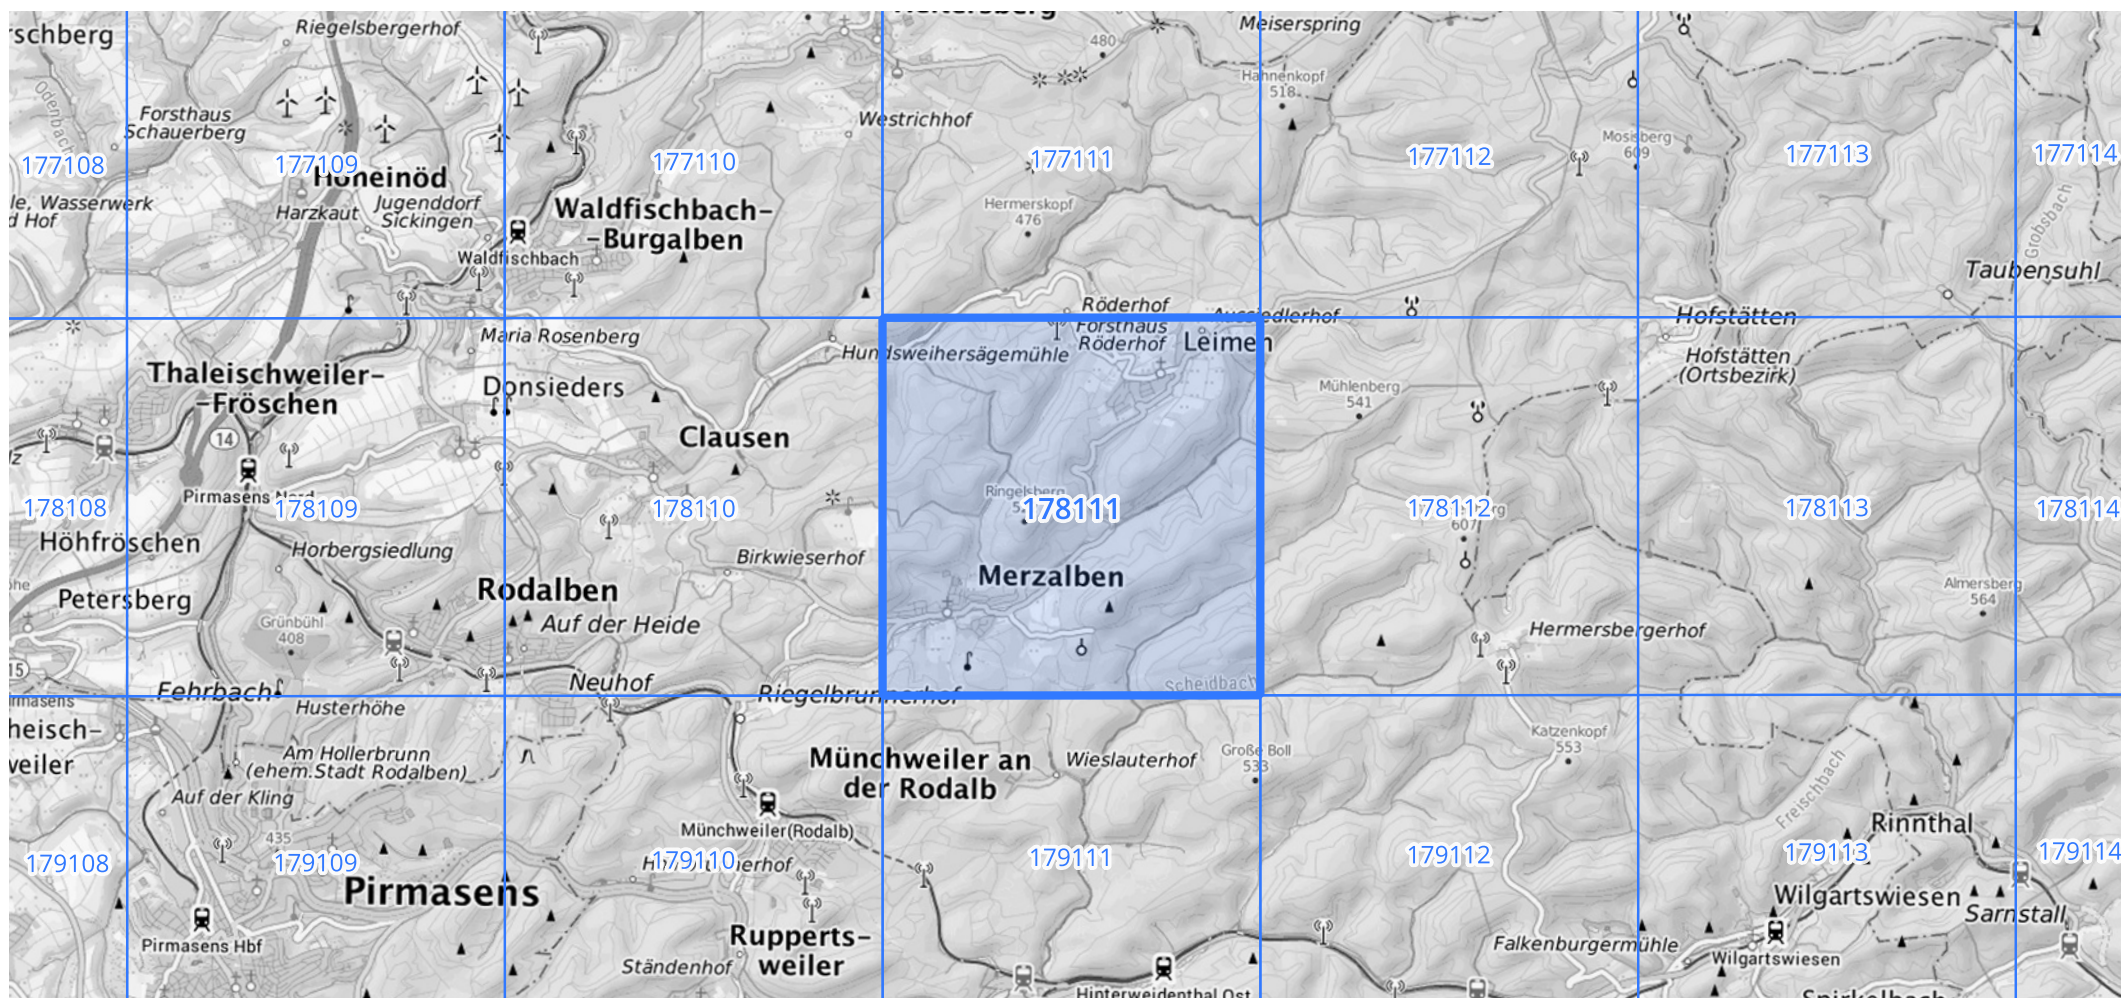 Riegelsbergerhof
480
Meiserspring
Hahnenkopf
518
Odenbach
Forsthaus
Schauerberg
Westrichhof
Mosisberg
609
177108
177109
177110
177111
177112
177113
177114
Höheinöd
Jugenddorf
Sickingen
Harzkaut
Waldfischbach-
-Burgalben
Waldfischbach
Hermerskopf
476
Grobsbach
Taubensuhl
le, Wasserwerk
d Hof
Röderhof
Aussiedlerhof
Hofstätten
Maria Rosenberg
Hundsweihersägemühle
Forsthaus
Röderhof
Leimen
Hofstätten
(Ortsbezirk)
Thaleischweiler-
-Fröschen
Donsieders
Mühlenberg
541
14
Clausen
Pirmasens Nord
Ringelsberg
178108
178109
178110
178111
178112
178113
178114
607
Höhfröschen
Horbergsiedlung
Birkwieserhof
Petersberg
Rodalben
Merzalben
Almersberg
564
Grünbühl
408
Auf der Heide
Hermersbergerhof
15
Fehrbach
Neuhof
Riegelbrunnerhof
Scheidbach
Husterhöhe
Katzenkopf
553
Am Hollerbrunn
(ehem.Stadt Rodalben)
Münchweiler an
der Rodalb
Wieslauterhof
Große Boll
533
Freischbach
Auf der Kling
Münchweiler(Rodalb)
Rinnthal
435
179108
179109
179110
179111
179112
179113
179114
Pirmasens
Wilgartswiesen
Sarnstall
Pirmasens Hbf
Rupperts-
weiler
Ständenhof
Falkenburgermühle
Wilgartswiesen
Hinterweidenthal Ost
Spirkelbach